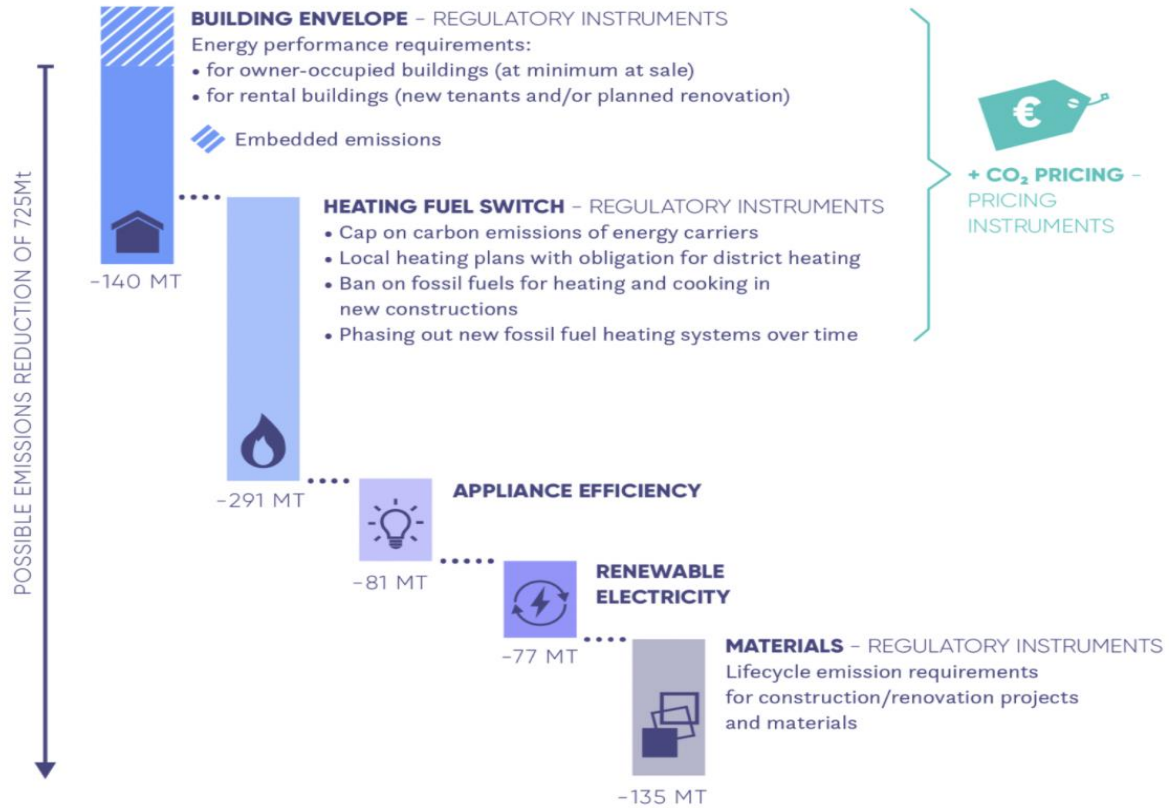 BUILDING ENVELOPE – REGULATORY INSTRUMENTS
Energy performance requirements:
• for owner-occupied buildings (at minimum at sale)
• for rental buildings (new tenants and/or planned renovation)
Embedded emissions
€
+ CO₂ PRICING –
PRICING
INSTRUMENTS
POSSIBLE EMISSIONS REDUCTION OF 725Mt
-140 MT
HEATING FUEL SWITCH – REGULATORY INSTRUMENTS
• Cap on carbon emissions of energy carriers
• Local heating plans with obligation for district heating
• Ban on fossil fuels for heating and cooking in
new constructions
• Phasing out new fossil fuel heating systems over time
-291 MT
APPLIANCE EFFICIENCY
-81 MT
RENEWABLE
ELECTRICITY
-77 MT
MATERIALS – REGULATORY INSTRUMENTS
Lifecycle emission requirements
for construction/renovation projects
and materials
-135 MT